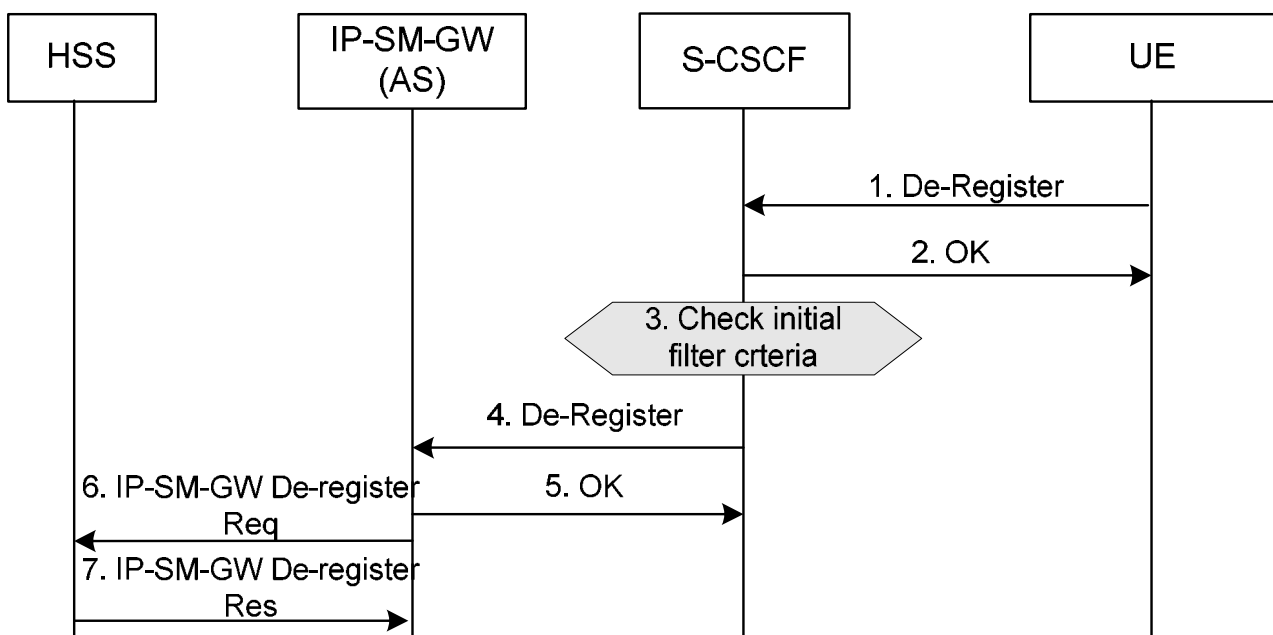 HSS
IP-SM-GW
(AS)
S-CSCF
UE
1. De-Register
2. OK
3. Check initial
filter crteria
4. De-Register
6. IP-SM-GW De-register
Req
5. OK
7. IP-SM-GW De-register
Res